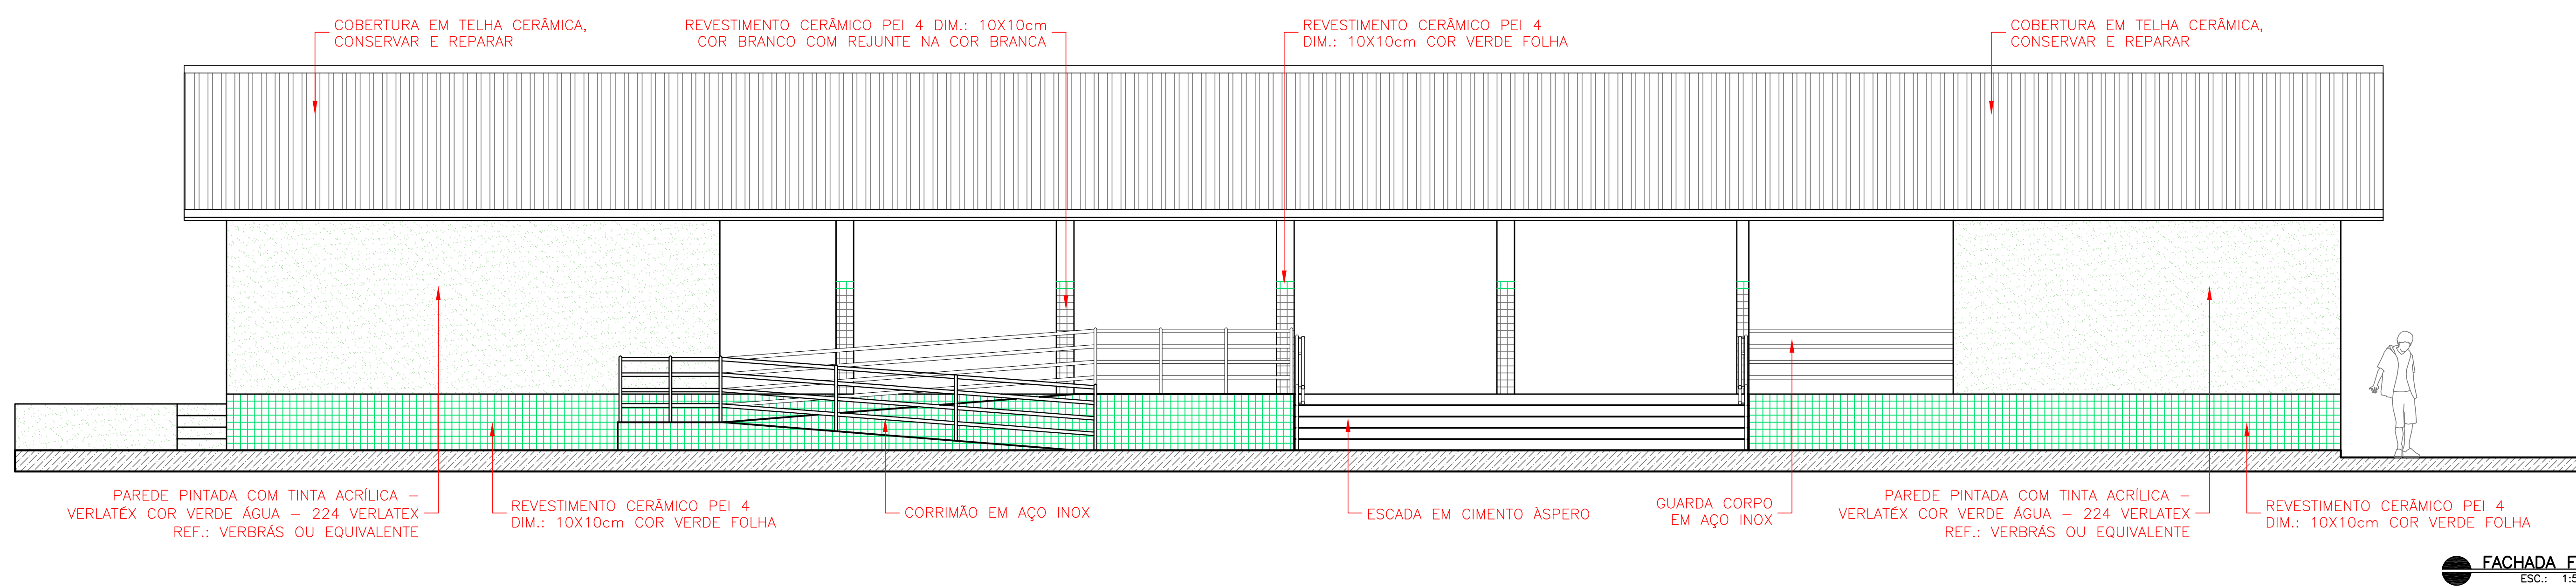 COBERTURA EM TELHA CERÂMICA,
CONSERVAR E REPARAR
REVESTIMENTO CERÂMICO PEI 4 DIM.: 10X10cm
COR BRANCO COM REJUNTE NA COR BRANCA
REVESTIMENTO CERÂMICO PEI 4
DIM.: 10X10cm COR VERDE FOLHA
COBERTURA EM TELHA CERÂMICA,
CONSERVAR E REPARAR
PAREDE PINTADA COM TINTA ACRÍLICA –
VERLATÉX COR VERDE ÁGUA – 224 VERLATEX
REF.: VERBRÁS OU EQUIVALENTE
REVESTIMENTO CERÂMICO PEI 4
DIM.: 10X10cm COR VERDE FOLHA
CORRIMÃO EM AÇO INOX
ESCADA EM CIMENTO ÀSPERO
GUARDA CORPO
EM AÇO INOX
PAREDE PINTADA COM TINTA ACRÍLICA –
VERLATÉX COR VERDE ÁGUA – 224 VERLATEX
REF.: VERBRÁS OU EQUIVALENTE
REVESTIMENTO CERÂMICO PEI 4
DIM.: 10X10cm COR VERDE FOLHA
FACHADA
ESC.: